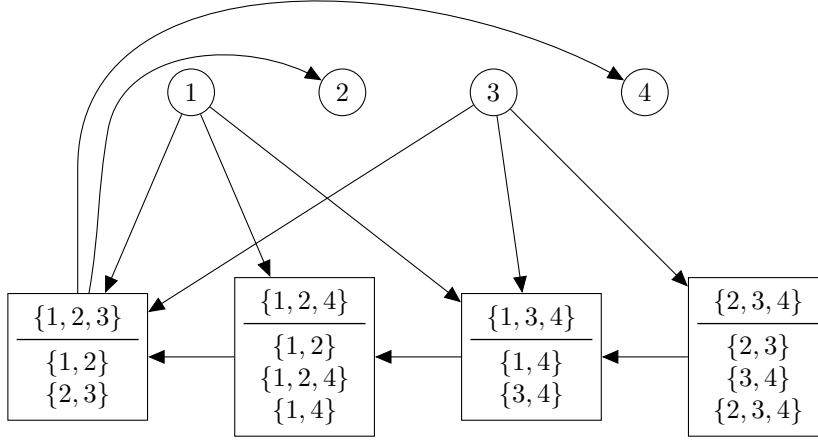 1
2
3
4
{1, 2, 3}
{1, 2}
{2, 3}
{1, 2, 4}
{1, 2}
{1, 2, 4}
{1, 4}
{1, 3, 4}
{1, 4}
{3, 4}
{2, 3, 4}
{2, 3}
{3, 4}
{2, 3, 4}